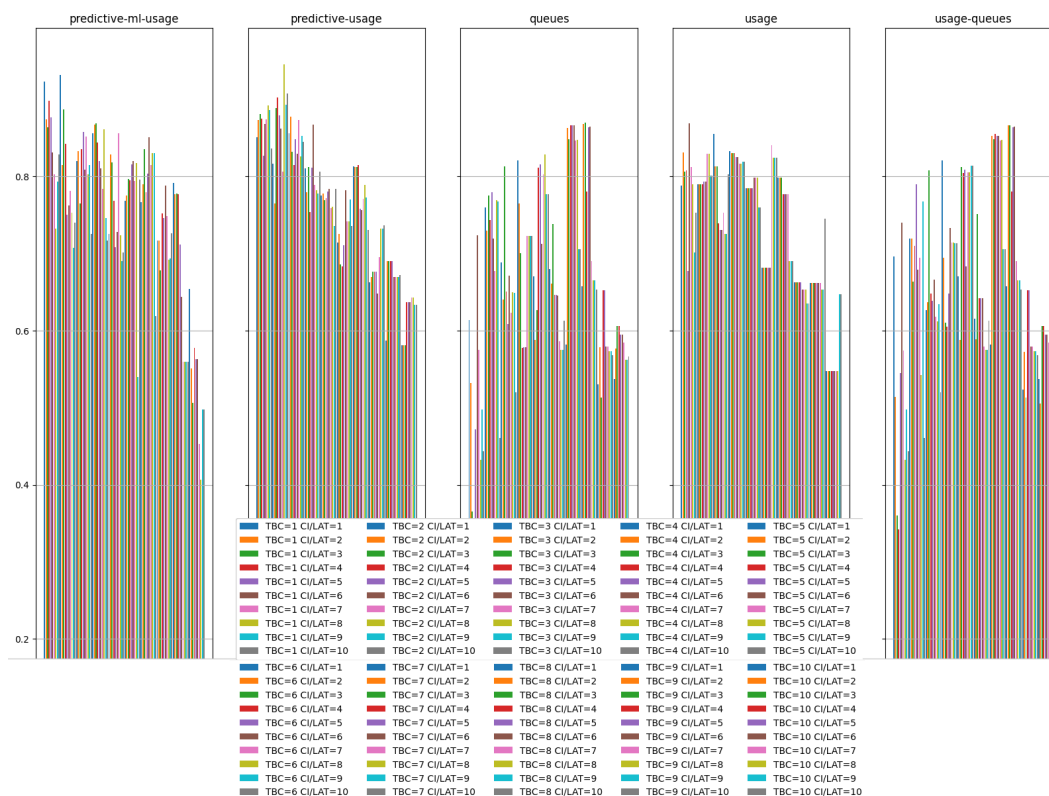 predictive-ml-usage predictive-usage queues usage usage-queues
0.8
0.6
0.4
0.2
TBC=1 CI/LAT=1 TBC=2 CI/LAT=1 TBC=3 CI/LAT=1 TBC=4 CI/LAT=1 TBC=5 CI/LAT=1
TBC=1 CI/LAT=2 TBC=2 CI/LAT=2 TBC=3 CI/LAT=2 TBC=4 CI/LAT=2 TBC=5 CI/LAT=2
TBC=1 CI/LAT=3 TBC=2 CI/LAT=3 TBC=3 CI/LAT=3 TBC=4 CI/LAT=3 TBC=5 CI/LAT=3
TBC=1 CI/LAT=4 TBC=2 CI/LAT=4 TBC=3 CI/LAT=4 TBC=4 CI/LAT=4 TBC=5 CI/LAT=4
TBC=1 CI/LAT=5 TBC=2 CI/LAT=5 TBC=3 CI/LAT=5 TBC=4 CI/LAT=5 TBC=5 CI/LAT=5
TBC=1 CI/LAT=6 TBC=2 CI/LAT=6 TBC=3 CI/LAT=6 TBC=4 CI/LAT=6 TBC=5 CI/LAT=6
TBC=1 CI/LAT=7 TBC=2 CI/LAT=7 TBC=3 CI/LAT=7 TBC=4 CI/LAT=7 TBC=5 CI/LAT=7
TBC=1 CI/LAT=8 TBC=2 CI/LAT=8 TBC=3 CI/LAT=8 TBC=4 CI/LAT=8 TBC=5 CI/LAT=8
TBC=1 CI/LAT=9 TBC=2 CI/LAT=9 TBC=3 CI/LAT=9 TBC=4 CI/LAT=9 TBC=5 CI/LAT=9
TBC=1 CI/LAT=10 TBC=2 CI/LAT=10 TBC=3 CI/LAT=10 TBC=4 CI/LAT=10 TBC=5 CI/LAT=10
TBC=6 CI/LAT=1 TBC=7 CI/LAT=1 TBC=8 CI/LAT=1 TBC=9 CI/LAT=1 TBC=10 CI/LAT=1
TBC=6 CI/LAT=2 TBC=7 CI/LAT=2 TBC=8 CI/LAT=2 TBC=9 CI/LAT=2 TBC=10 CI/LAT=2
TBC=6 CI/LAT=3 TBC=7 CI/LAT=3 TBC=8 CI/LAT=3 TBC=9 CI/LAT=3 TBC=10 CI/LAT=3
TBC=6 CI/LAT=4 TBC=7 CI/LAT=4 TBC=8 CI/LAT=4 TBC=9 CI/LAT=4 TBC=10 CI/LAT=4
TBC=6 CI/LAT=5 TBC=7 CI/LAT=5 TBC=8 CI/LAT=5 TBC=9 CI/LAT=5 TBC=10 CI/LAT=5
TBC=6 CI/LAT=6 TBC=7 CI/LAT=6 TBC=8 CI/LAT=6 TBC=9 CI/LAT=6 TBC=10 CI/LAT=6
TBC=6 CI/LAT=7 TBC=7 CI/LAT=7 TBC=8 CI/LAT=7 TBC=9 CI/LAT=7 TBC=10 CI/LAT=7
TBC=6 CI/LAT=8 TBC=7 CI/LAT=8 TBC=8 CI/LAT=8 TBC=9 CI/LAT=8 TBC=10 CI/LAT=8
TBC=6 CI/LAT=9 TBC=7 CI/LAT=9 TBC=8 CI/LAT=9 TBC=9 CI/LAT=9 TBC=10 CI/LAT=9
TBC=6 CI/LAT=10 TBC=7 CI/LAT=10 TBC=8 CI/LAT=10 TBC=9 CI/LAT=10 TBC=10 CI/LAT=10